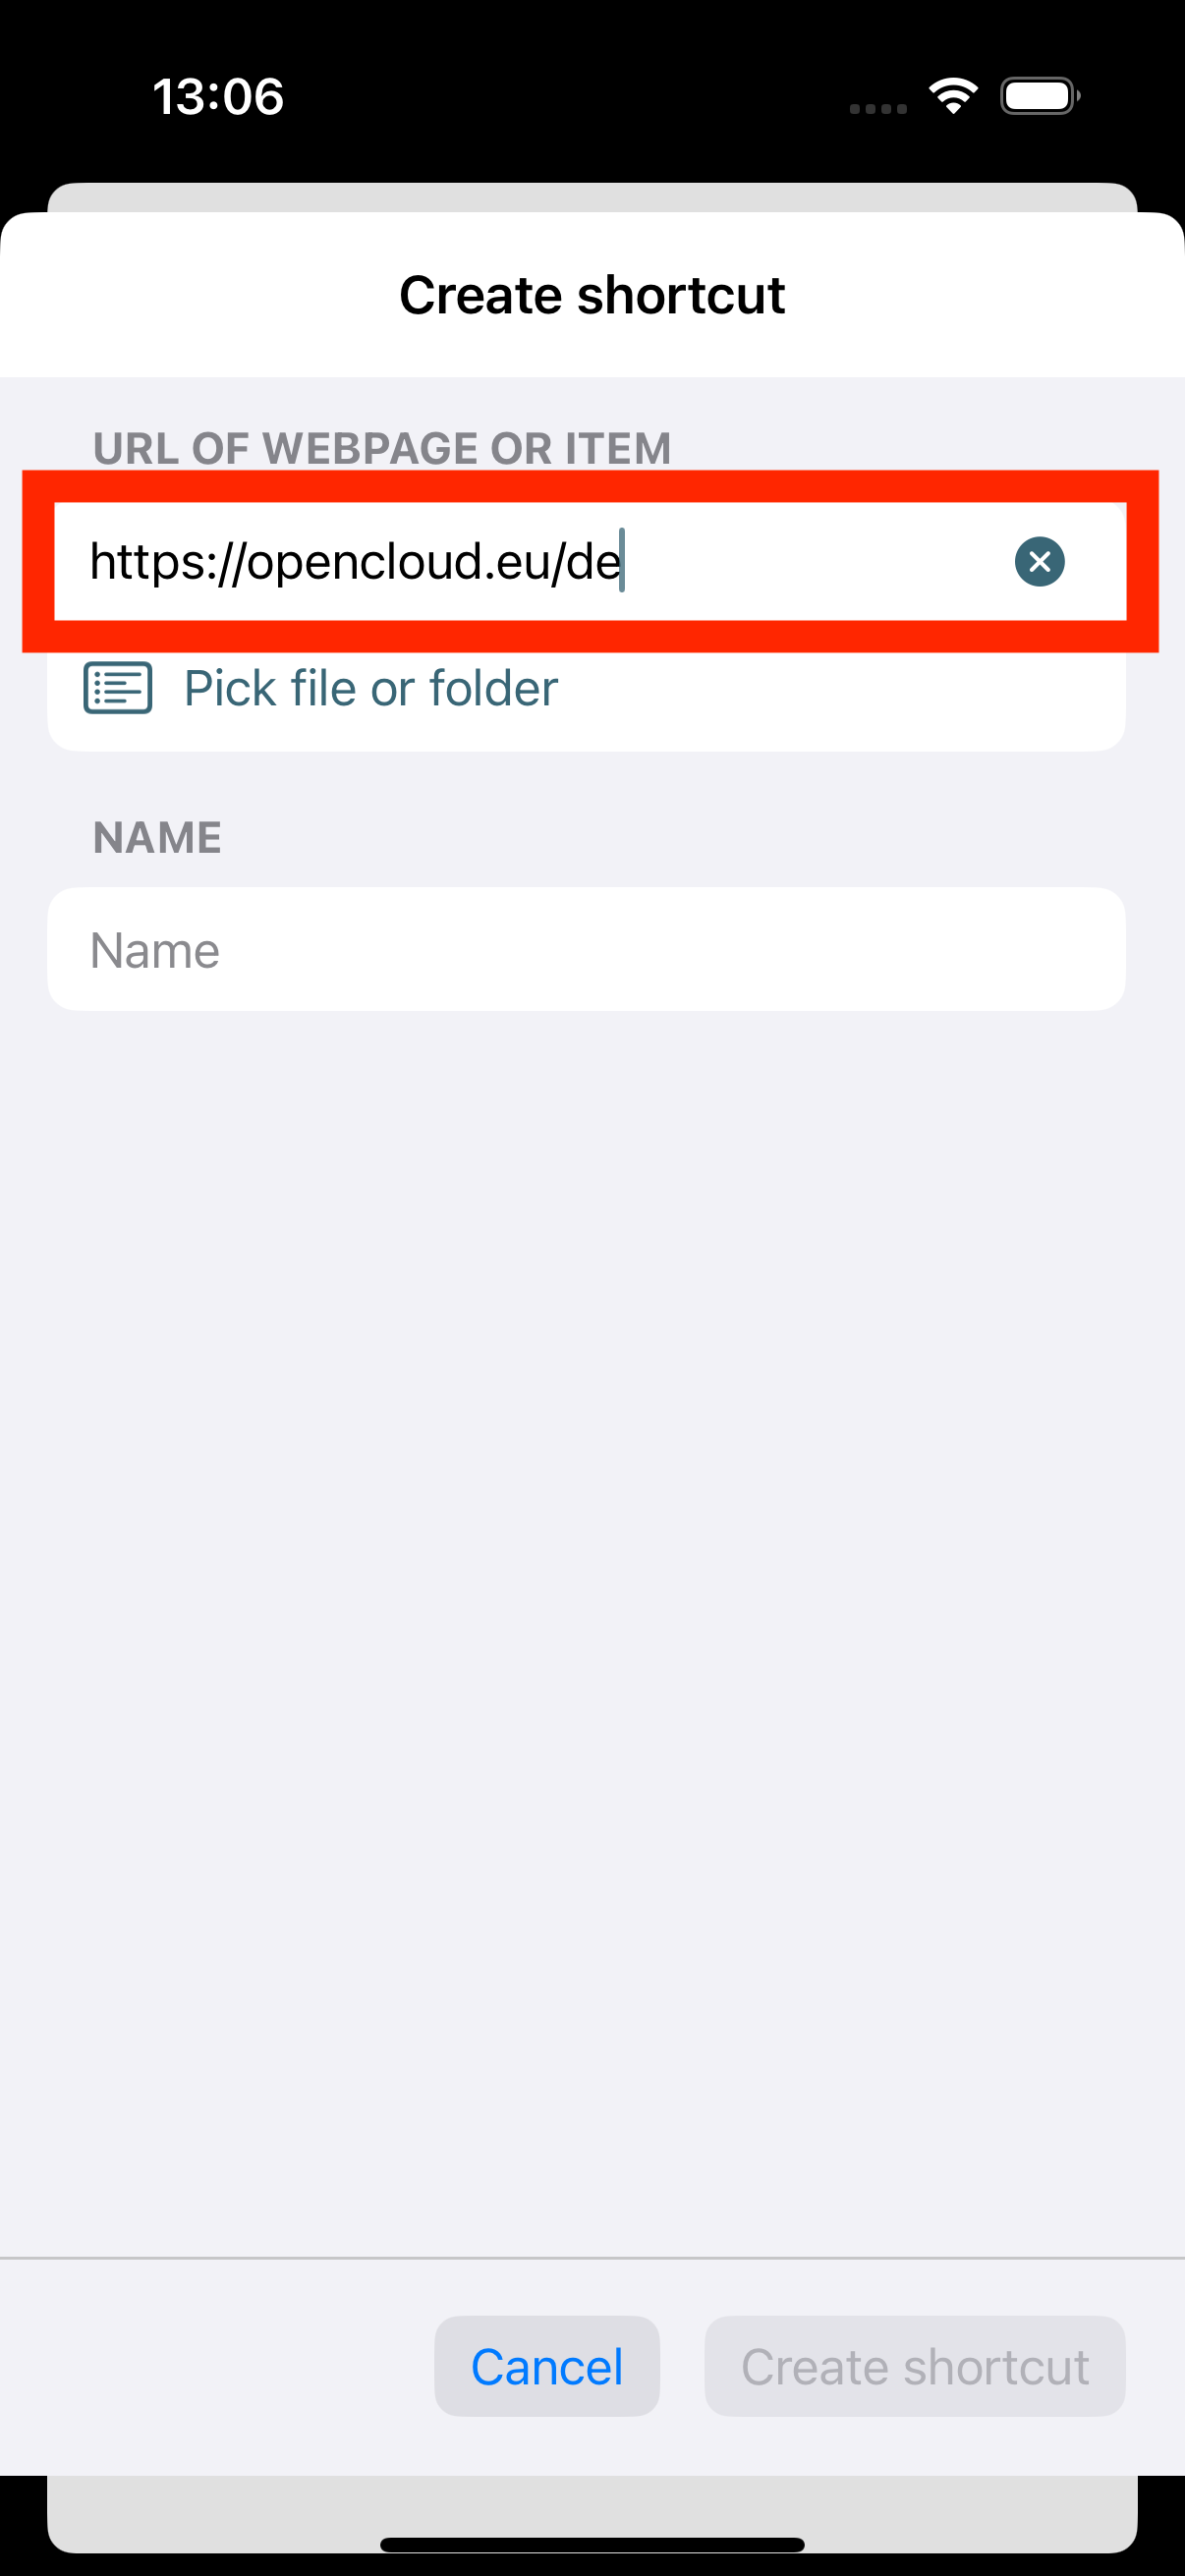 13:06
Create shortcut
URL OF WEBPAGE OR ITEM
https://opencloud.eu/de
Pick file or folder
NAME
Name
Cancel
Create shortcut